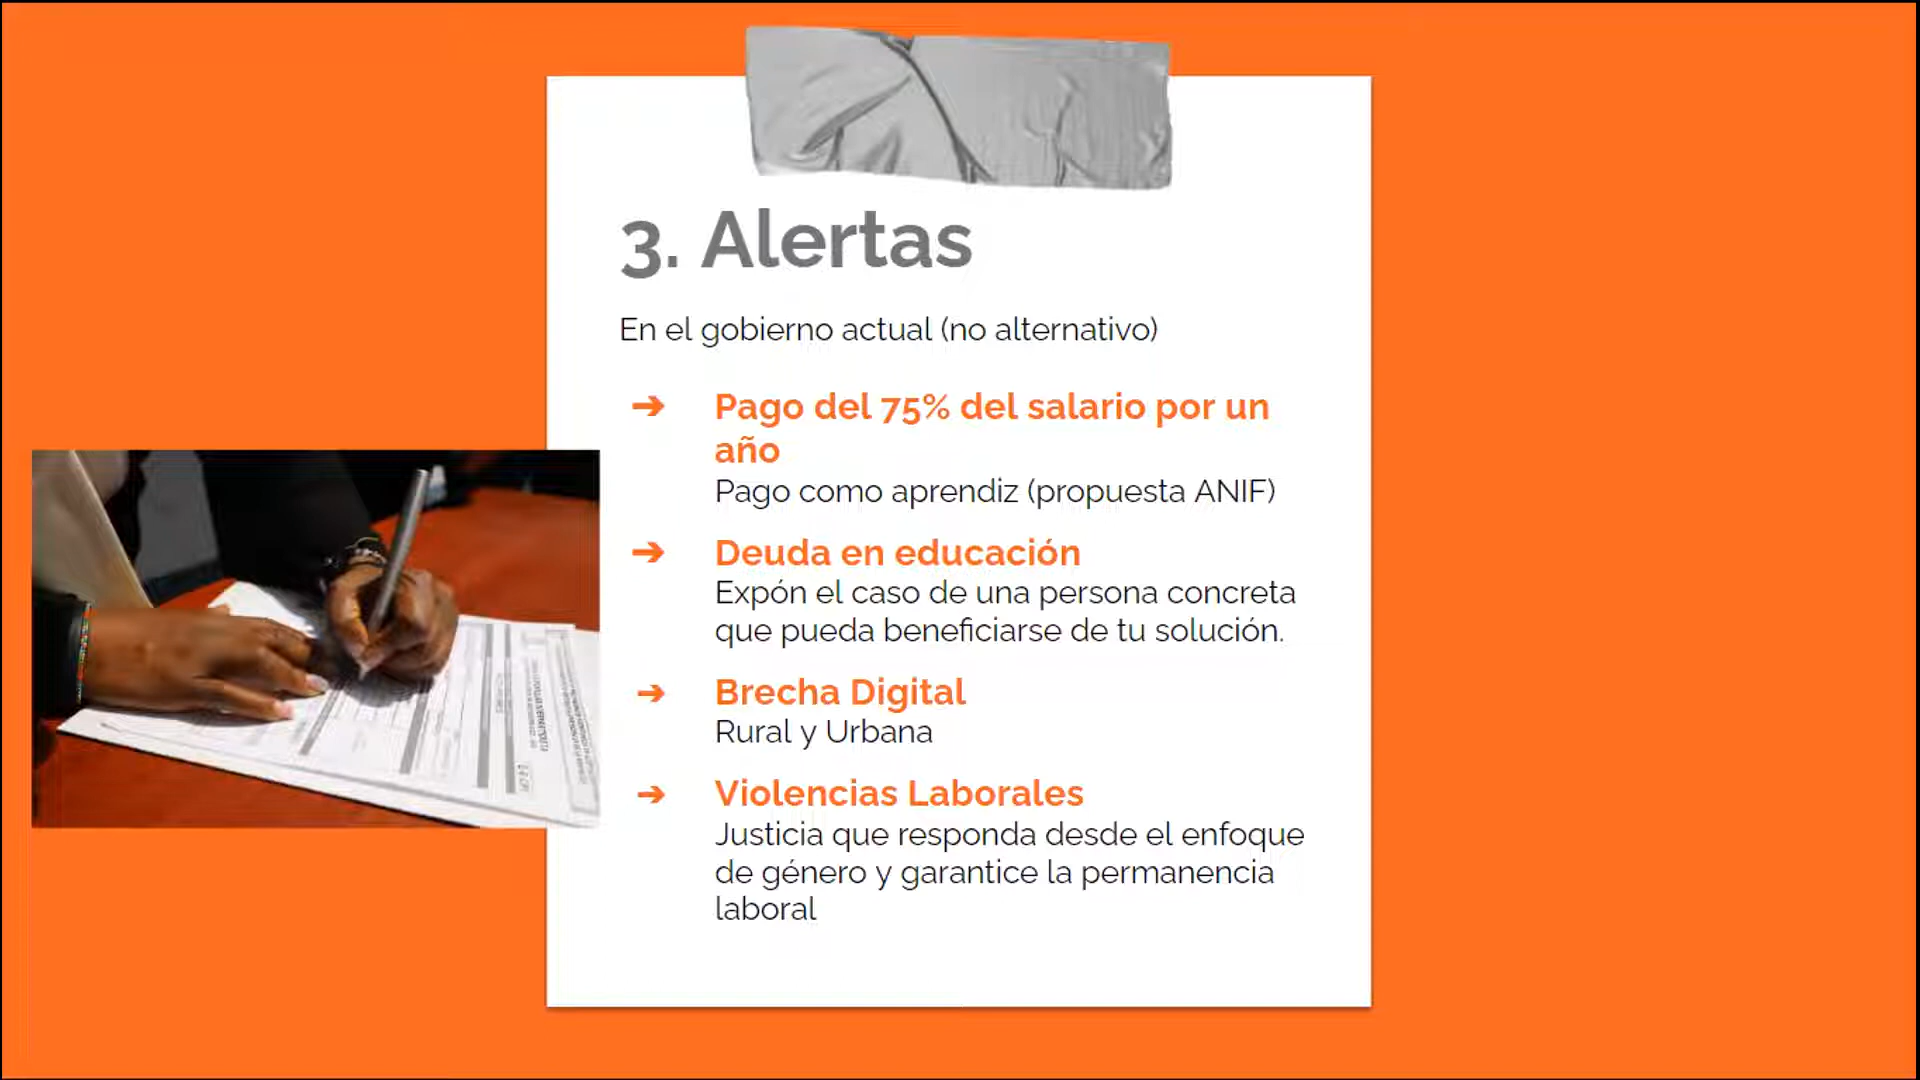 3. Alertas
En el gobierno actual (no alternativo)
➔ Pago del 75% del salario por un
año
Pago como aprendiz (propuesta ANIF)
➔ Deuda en educación
Expón el caso de una persona concreta
que pueda beneficiarse de tu solución.
➔ Brecha Digital
Rural y Urbana
➔ Violencias Laborales
Justicia que responda desde el enfoque
de género y garantice la permanencia
laboral